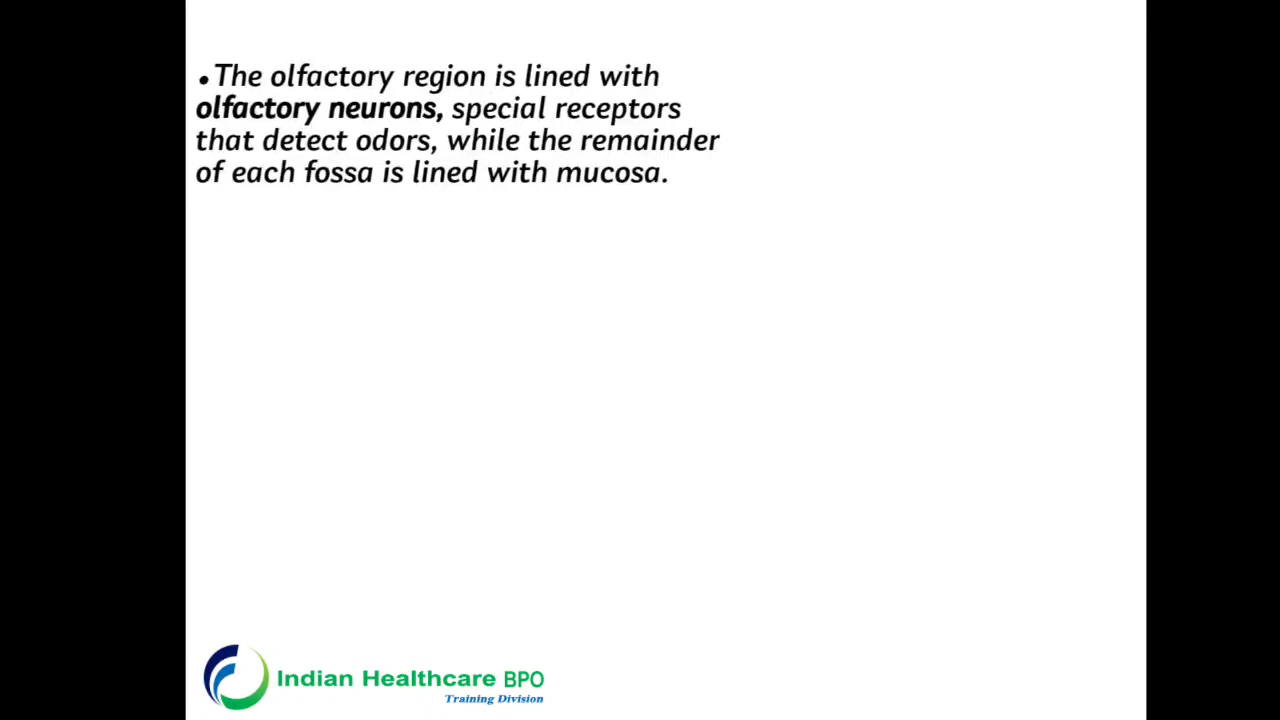 •The olfactory region is lined with
olfactory neurons, special receptors
that detect odors, while the remainder
of each fossa is lined with mucosa.
Indian Healthcare BPO
Training Division